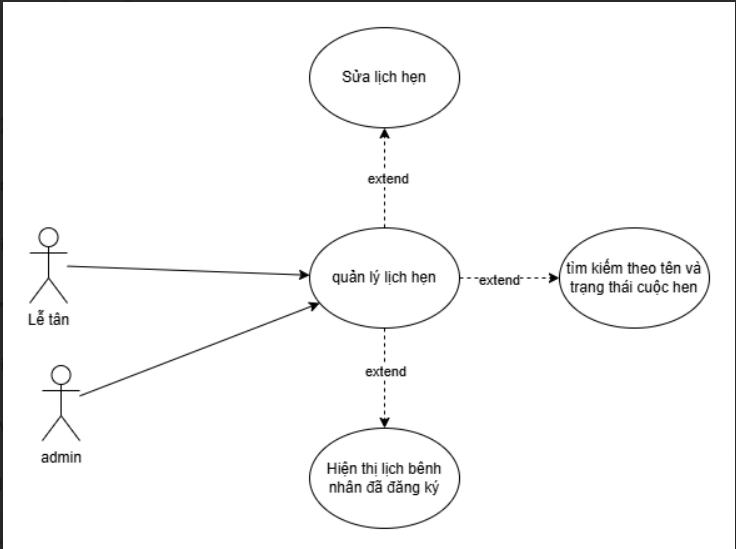 Sửa lịch hẹn
extend
Lễ tân
quản lý lịch hẹn
extend
tìm kiếm theo tên và
trạng thái cuộc hen
extend
admin
Hiện thị lịch bênh
nhân đã đăng ký